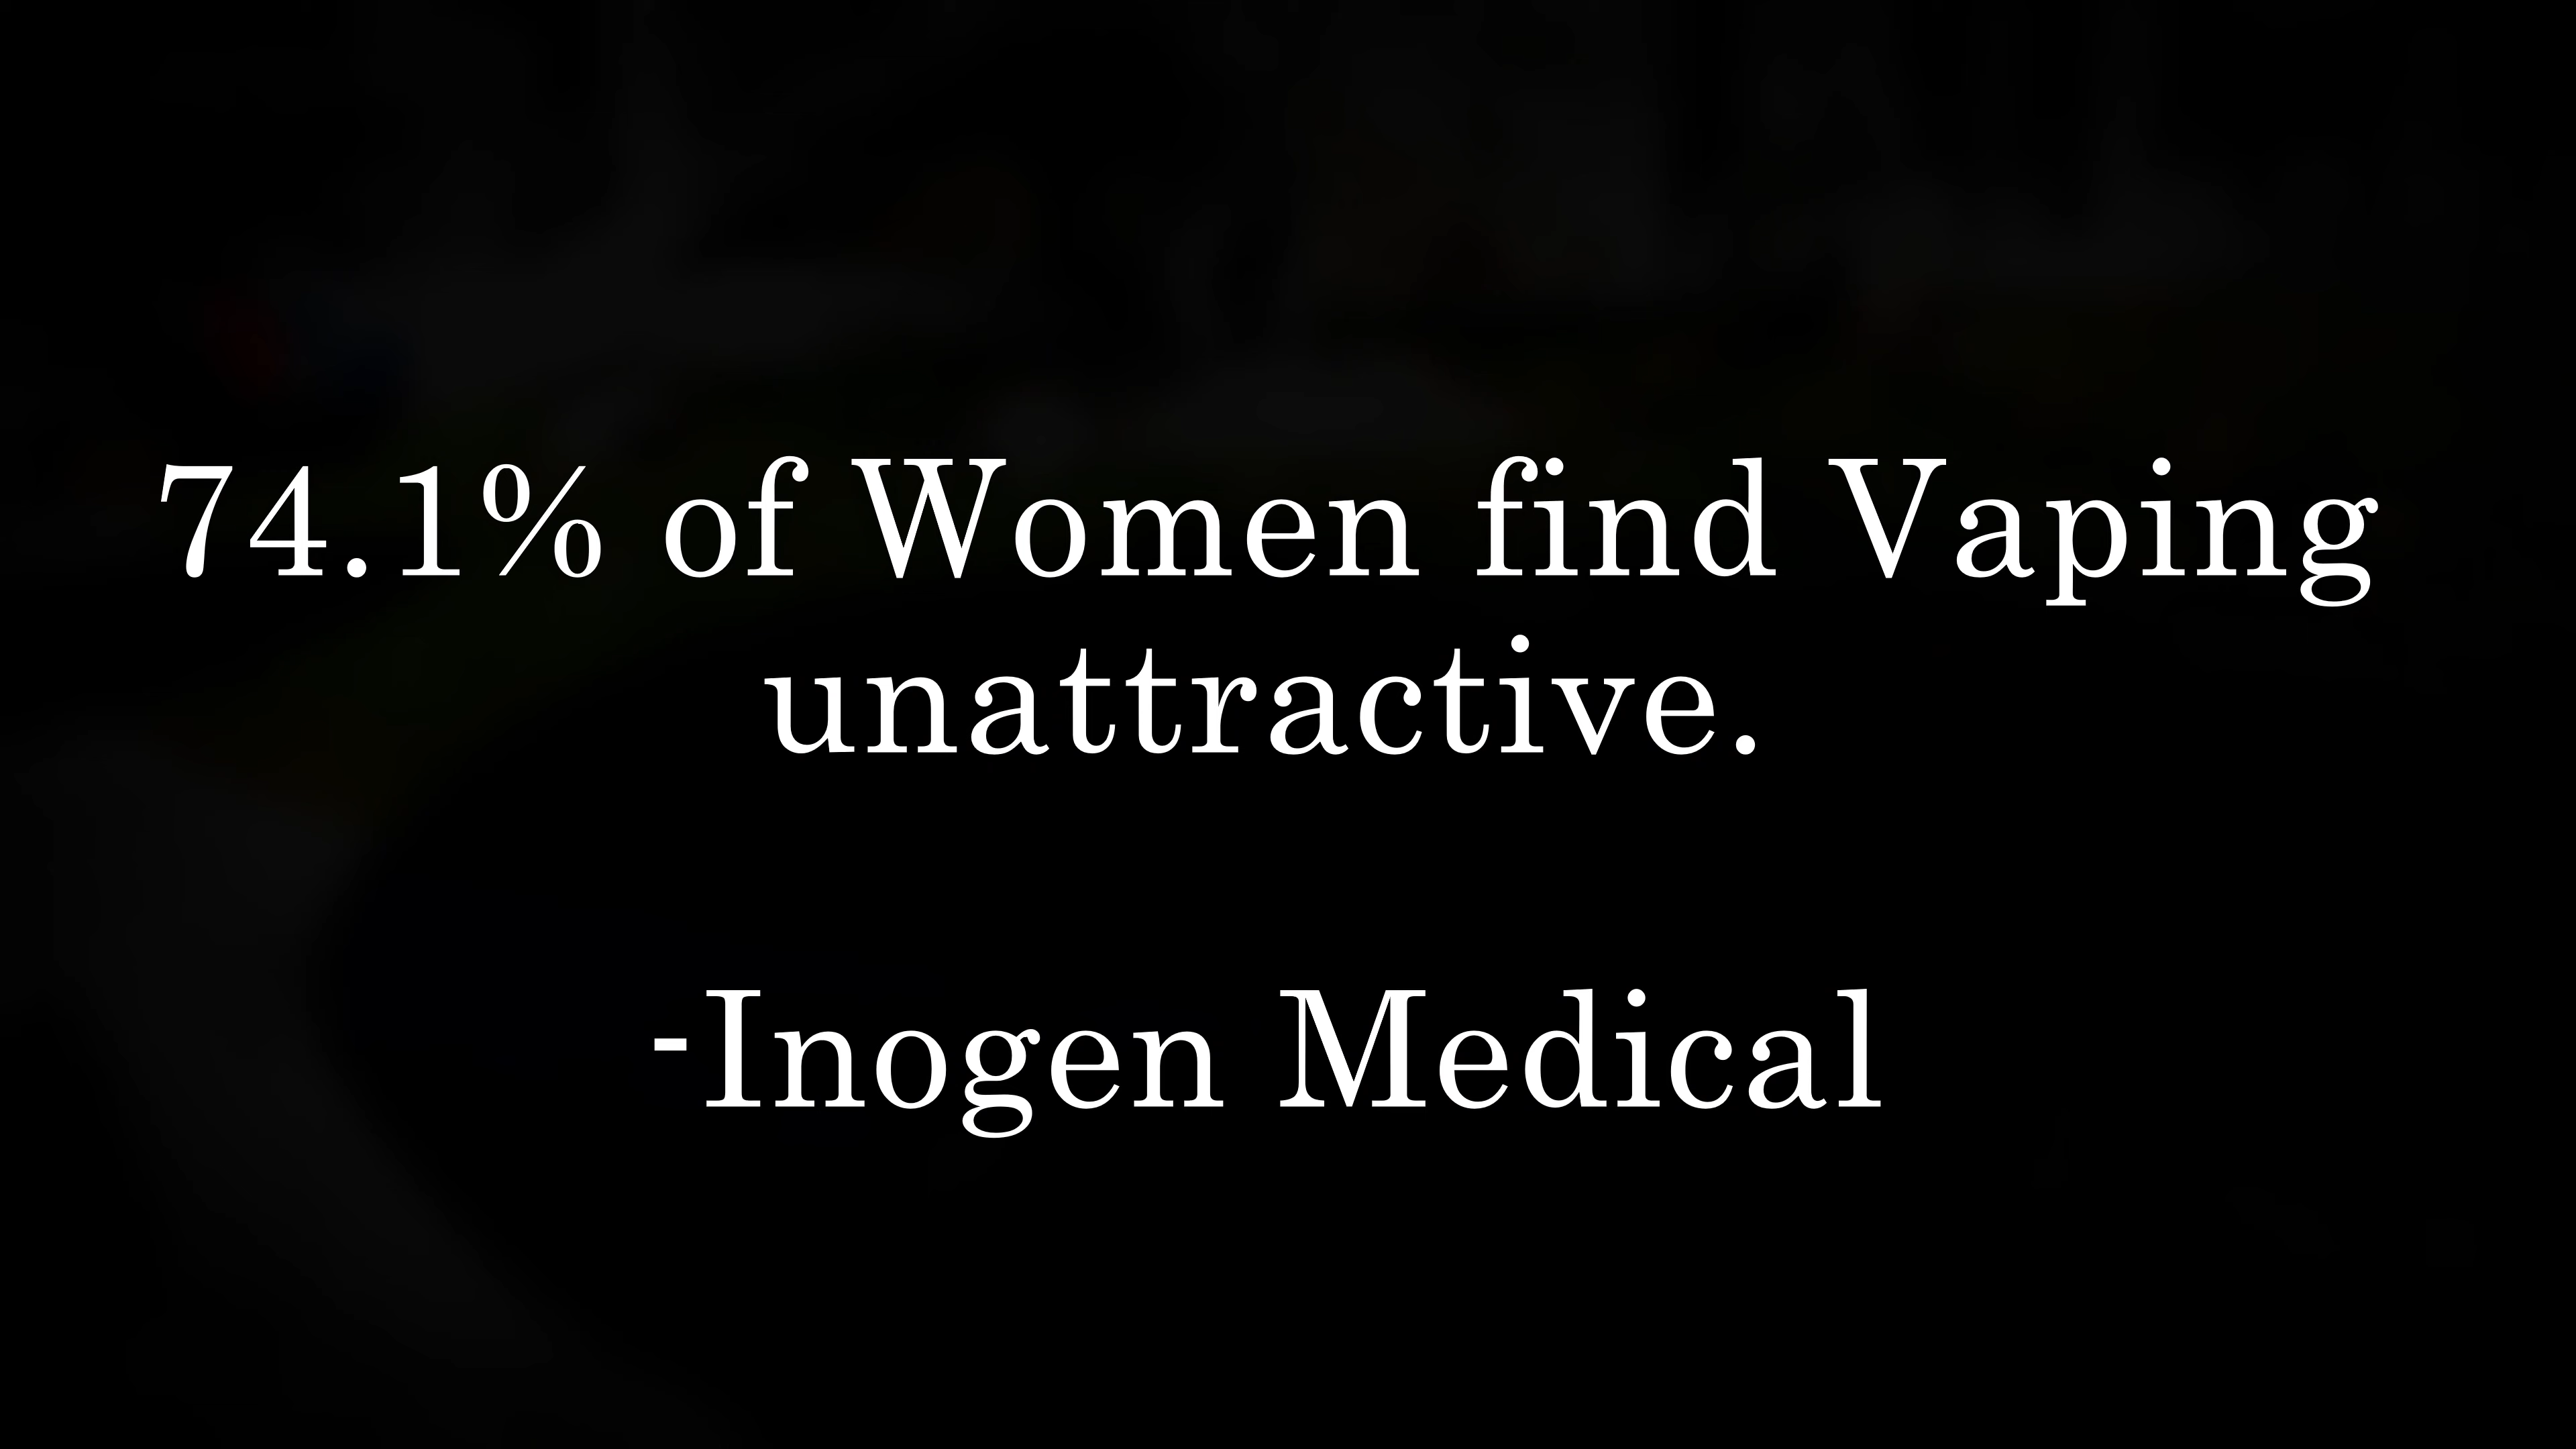 74.1% of Women find Vaping
unattractive.
-Inogen Medical